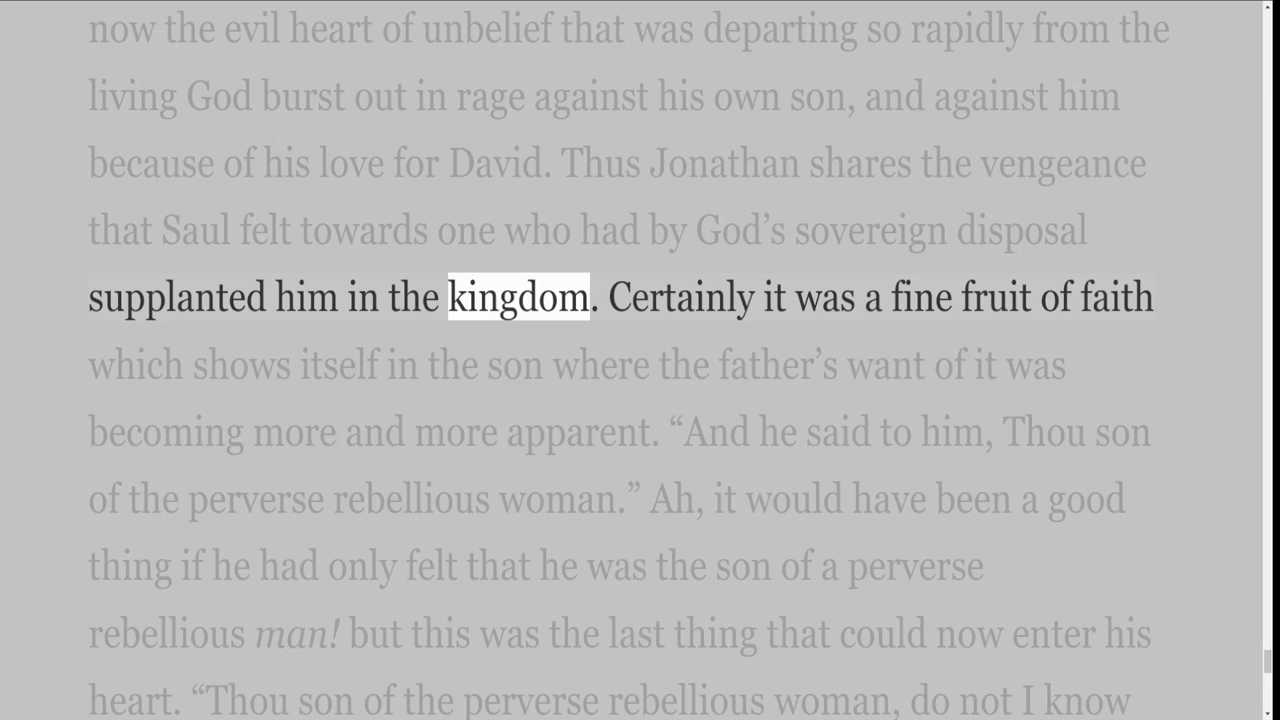 now the evil heart of unbelief that was departing so rapidly from the
living God burst out in rage against his own son, and against him
because of his love for David. Thus Jonathan shares the vengeance
that Saul felt towards one who had by God’s sovereign disposal
supplanted him in the kingdom. Certainly it was a fine fruit of faith
which shows itself in the son where the father’s want of it was
becoming more and more apparent. “And he said to him, Thou son
of the perverse rebellious woman.” Ah, it would have been a good
thing if he had only felt that he was the son of a perverse
rebellious man! but this was the last thing that could now enter his
heart. “Thou son of the perverse rebellious woman, do not I know